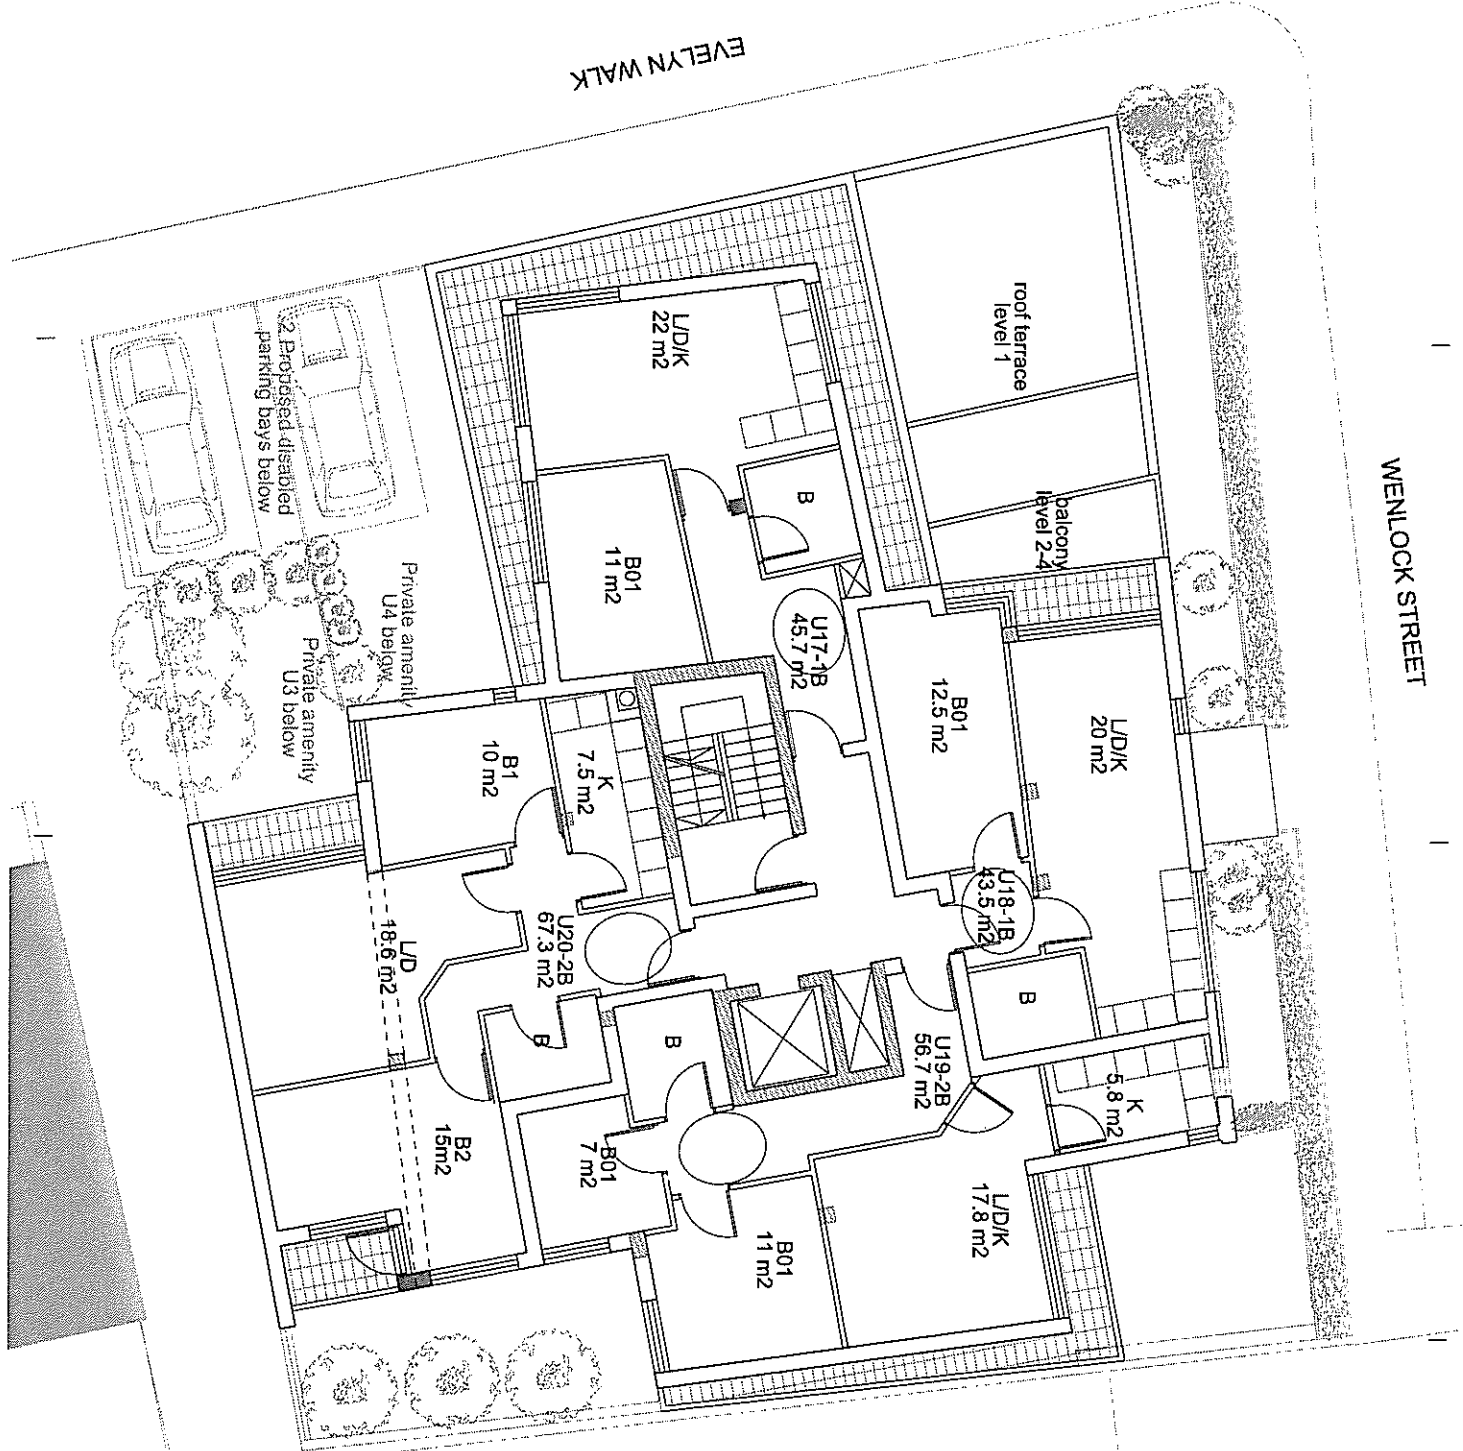 EVELYN WALK
WENLOCK STREET
roof terrace
level 1
balcony
level 2-4
L/D/K
22 m2
B
B01
11 m2
U17-1B
45.7 m2
B01
12.5 m2
L/D/K
20 m2
U18-1B
43.5 m2
B
2 Proposed disabled
parking bays below
Private amenity
U4 below
Private amenity
U3 below
B1
10 m2
K
7.5 m2
L/D
18.6 m2
U20-2B
67.3 m2
B
B
B2
15m2
B01
7 m2
U19-2B
56.7 m2
K
5.8 m2
L/D/K
17.8 m2
B01
11 m2